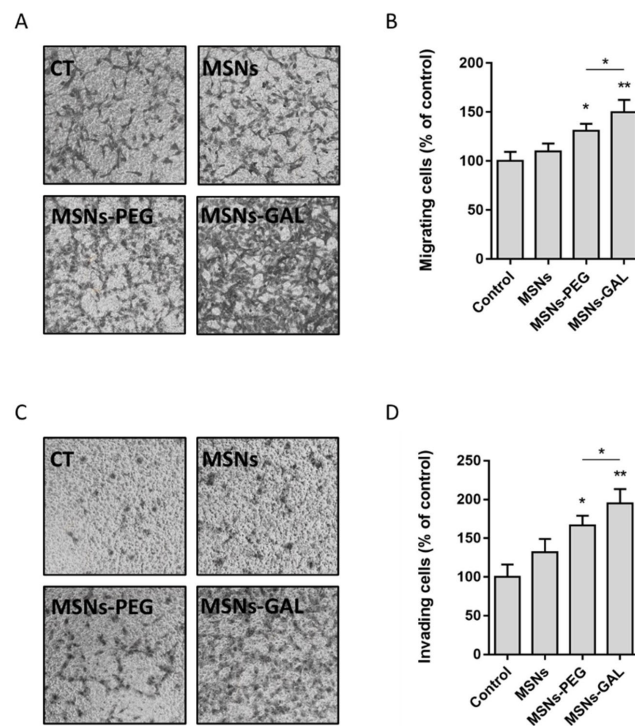 A
CT
MSNs
MSNs-PEG
MSNs-GAL
B
Migrating cells (% of control)
200
150
100
50
0
*
*
**
Control
MSNs
MSNs-PEG
MSNs-GAL
C
CT
MSNs
MSNs-PEG
MSNs-GAL
D
Invading cells (% of control)
250
200
150
100
50
0
*
*
**
Control
MSNs
MSNs-PEG
MSNs-GAL